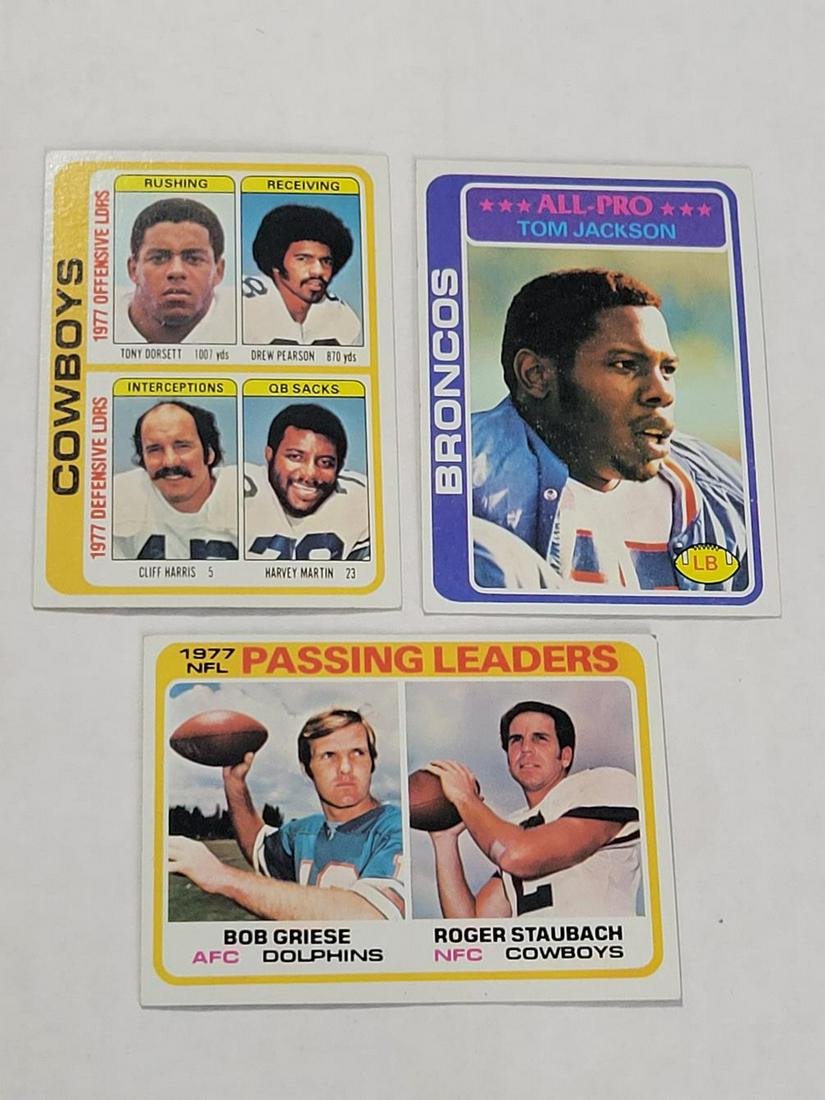 COWBOYS
1977 OFFENSIVE LDRS
RUSHING
RECEIVING
TONY DORSETT 1007 yds
DREW PEARSON 870 yds
1977 DEFENSIVE LDRS
INTERCEPTIONS
QB SACKS
CLIFF HARRIS 5
HARVEY MARTIN 23
BRONCOS
★★★ ALL-PRO ★★★
TOM JACKSON
LB
1977
NFL
PASSING LEADERS
BOB GRIESE
AFC DOLPHINS
ROGER STAUBACH
NFC COWBOYS